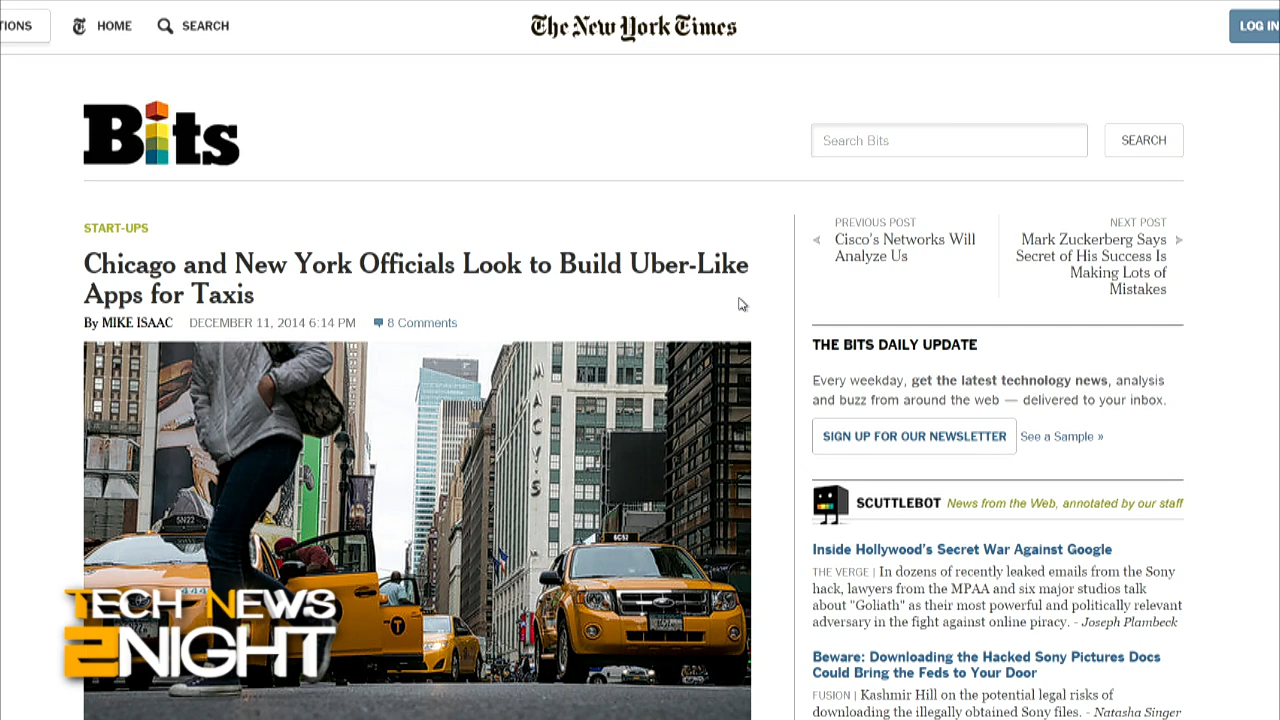 TIONS
HOME
SEARCH
The New York Times
LOG IN
Bits
Search Bits
SEARCH
START-UPS
Chicago and New York Officials Look to Build Uber-Like
Apps for Taxis
By MIKE ISAAC DECEMBER 11, 2014 6:14 PM 8 Comments
PREVIOUS POST
Cisco's Networks Will
Analyze Us
NEXT POST
Mark Zuckerberg Says
Secret of His Success Is
Making Lots of
Mistakes
THE BITS DAILY UPDATE
Every weekday, get the latest technology news, analysis
and buzz from around the web — delivered to your inbox.
SIGN UP FOR OUR NEWSLETTER See a Sample »
SCUTTLEBOT News from the Web, annotated by our staff
Inside Hollywood's Secret War Against Google
THE VERGE | In dozens of recently leaked emails from the Sony
hack, lawyers from the MPAA and six major studios talk
about "Goliath" as their most powerful and politically relevant
adversary in the fight against online piracy. - Joseph Plambeck
Beware: Downloading the Hacked Sony Pictures Docs
Could Bring the Feds to Your Door
FUSION | Kashmir Hill on the potential legal risks of
downloading the illegally obtained Sony files. - Natasha Singer
MACY'S
5N22
6C52
T
TECH NEWS
2NIGHT